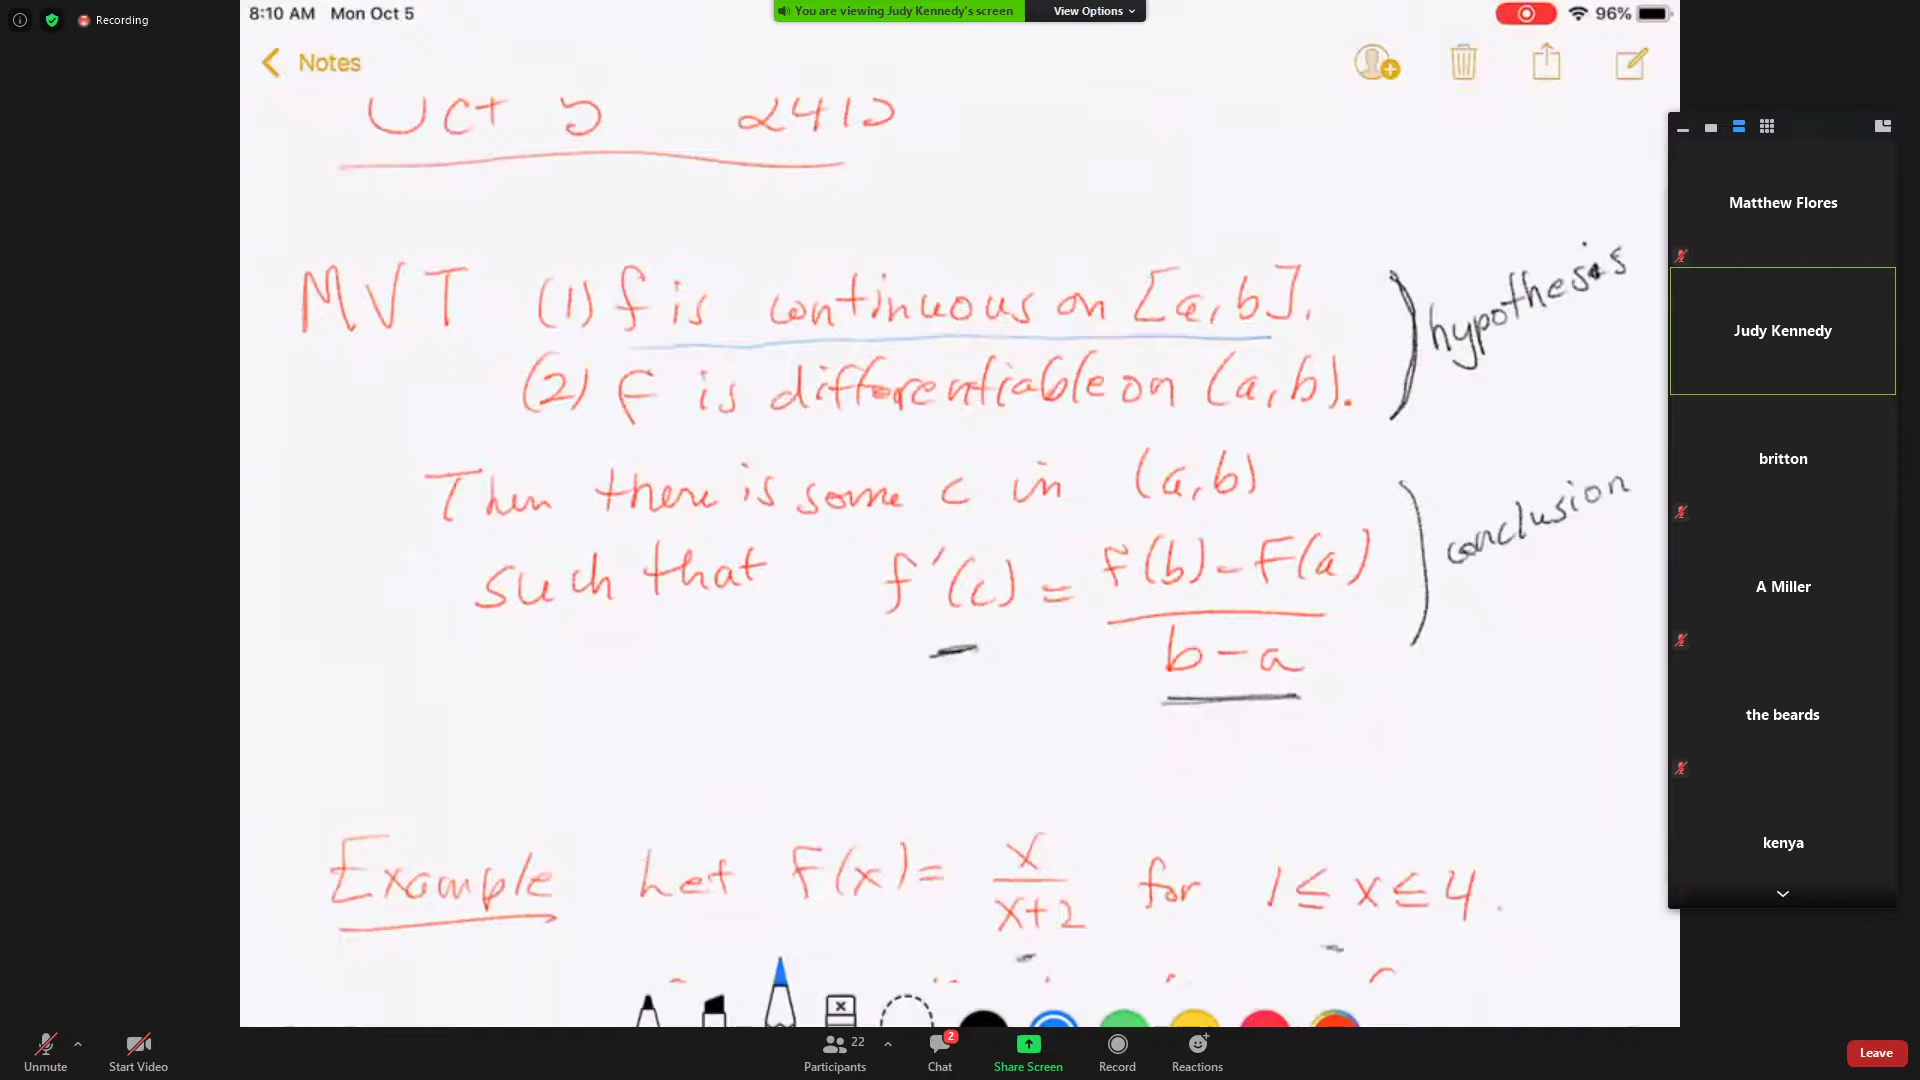 Recording
8:10 AM Mon Oct 5
You are viewing Judy Kennedy's screen
View Options
96%
Notes
Oct 5 2413
MVT (1) f is continuous on [a,b].
(2) f is differentiable on (a,b).
hypothesis
Then there is some c in (a,b)
such that f'(c) = f(b) - F(a)
b - a
conclusion
Example Let F(x) = x
x+2
for 1 ≤ x ≤ 4.
Matthew Flores
Judy Kennedy
britton
A Miller
the beards
kenya
Unmute
Start Video
22
Participants
2
Chat
Share Screen
Record
Reactions
Leave